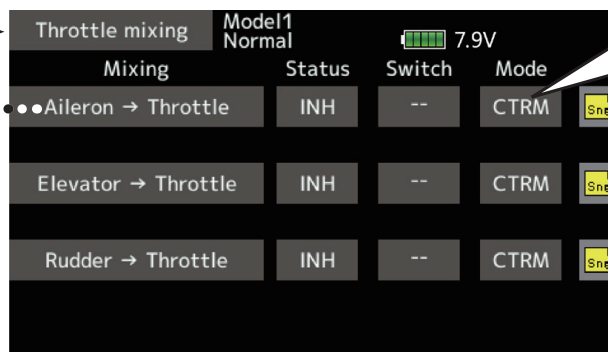 Throttle mixing
Model1
Normal
7.9V
Mixing Status Switch Mode
Aileron → Throttle INH -- CTRM
Elevator → Throttle INH -- CTRM
Rudder → Throttle INH -- CTRM